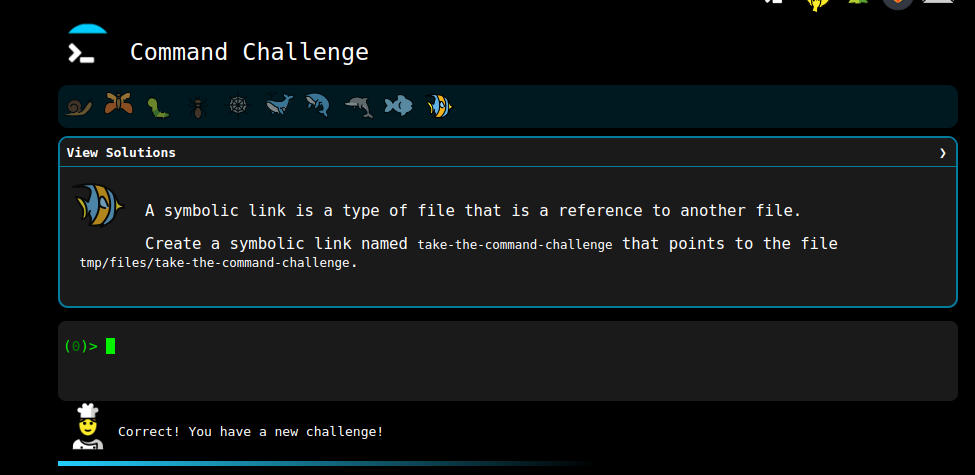 Command Challenge
View Solutions ❯
A symbolic link is a type of file that is a reference to another file.
Create a symbolic link named take-the-command-challenge that points to the file
tmp/files/take-the-command-challenge.
(0)>
Correct! You have a new challenge!